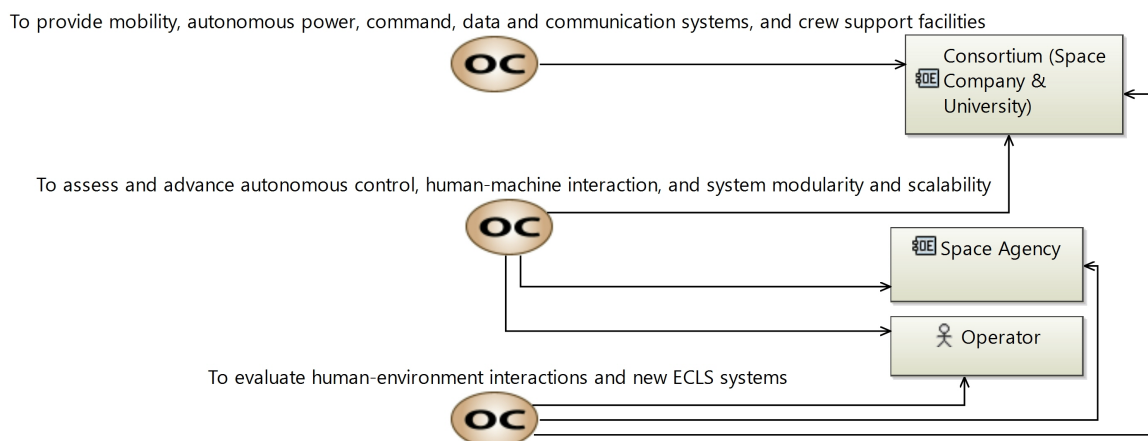 To provide mobility, autonomous power, command, data and communication systems, and crew support facilities
OC
OE
Consortium (Space
Company &
University)
To assess and advance autonomous control, human-machine interaction, and system modularity and scalability
OC
OE Space Agency
Operator
To evaluate human-environment interactions and new ECLS systems
OC